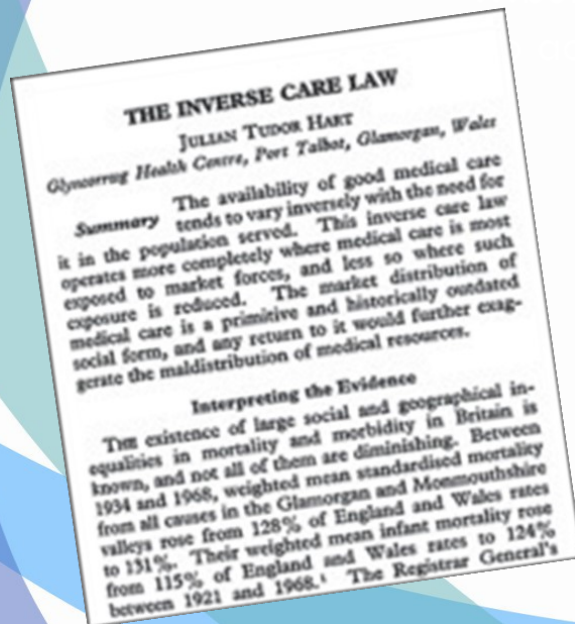 THE INVERSE CARE LAW
JULIAN TUDOR HART
Glyncorrwg Health Centre, Port Talbot, Glamorgan, Wales
Summary The availability of good medical care
tends to vary inversely with the need for
it in the population served. This inverse care law
operates more completely where medical care is most
exposed to market forces, and less so where such
exposure is reduced. The market distribution of
medical care is a primitive and historically outdated
social form, and any return to it would further exag-
gerate the maldistribution of medical resources.
Interpreting the Evidence
THE existence of large social and geographical in-
equalities in mortality and morbidity in Britain is
known, and not all of them are diminishing. Between
1934 and 1968, weighted mean standardised mortality
from all causes in the Glamorgan and Monmouthshire
valleys rose from 128% of England and Wales rates
to 131%. Their weighted mean infant mortality rose
from 115% of England and Wales rates to 124%
between 1921 and 1968.¹ The Registrar General's